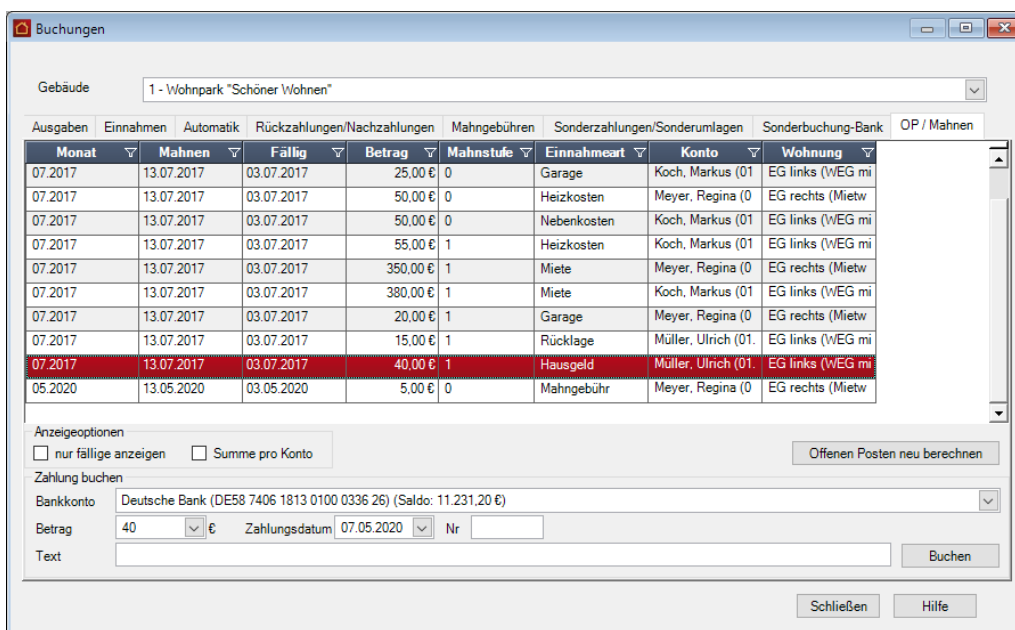 Buchungen
Gebäude 1 - Wohnpark "Schöner Wohnen"
Ausgaben Einnahmen Automatik Rückzahlungen/Nachzahlungen Mahngebühren Sonderzahlungen/Sonderumlagen Sonderbuchung-Bank OP / Mahnen
Monat Mahnen Fällig Betrag Mahnstufe Einnahmeart Konto Wohnung
07.2017 13.07.2017 03.07.2017 25,00 € 0 Garage Koch, Markus (01 EG links (WEG mi
07.2017 13.07.2017 03.07.2017 50,00 € 0 Heizkosten Meyer, Regina (0 EG rechts (Mietw
07.2017 13.07.2017 03.07.2017 50,00 € 0 Nebenkosten Koch, Markus (01 EG links (WEG mi
07.2017 13.07.2017 03.07.2017 55,00 € 1 Heizkosten Koch, Markus (01 EG links (WEG mi
07.2017 13.07.2017 03.07.2017 350,00 € 1 Miete Meyer, Regina (0 EG rechts (Mietw
07.2017 13.07.2017 03.07.2017 380,00 € 1 Miete Koch, Markus (01 EG links (WEG mi
07.2017 13.07.2017 03.07.2017 20,00 € 1 Garage Meyer, Regina (0 EG rechts (Mietw
07.2017 13.07.2017 03.07.2017 15,00 € 1 Rücklage Müller, Ulrich (01. EG links (WEG mi
07.2017 13.07.2017 03.07.2017 40,00 € 1 Hausgeld Müller, Ulrich (01. EG links (WEG mi
05.2020 13.05.2020 03.05.2020 5,00 € 0 Mahngebühr Meyer, Regina (0 EG rechts (Mietw
Anzeigeoptionen
nur fällige anzeigen Summe pro Konto Offenen Posten neu berechnen
Zahlung buchen
Bankkonto Deutsche Bank (DE58 7406 1813 0100 0336 26) (Saldo: 11.231,20 €)
Betrag 40 € Zahlungsdatum 07.05.2020 Nr
Text Buchen
Schließen Hilfe